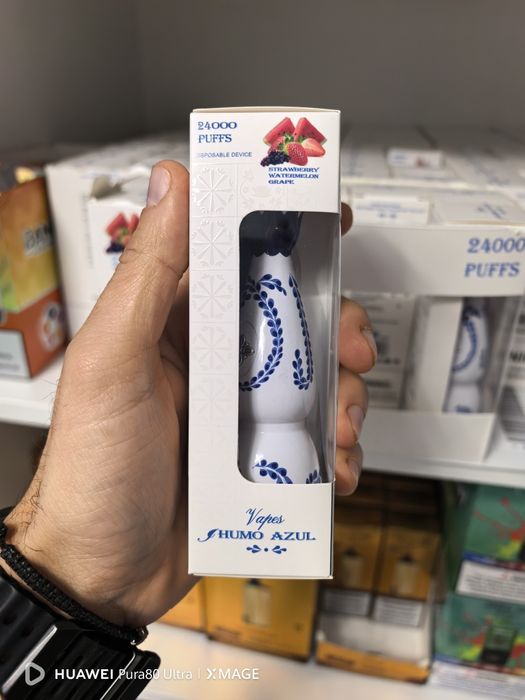 24000
PUFFS
DISPOSABLE DEVICE
STRAWBERRY
WATERMELON
GRAPE
Vapes
HUMO AZUL
24000
PUFFS
HUAWEI Pura80 Ultra | XMAGE